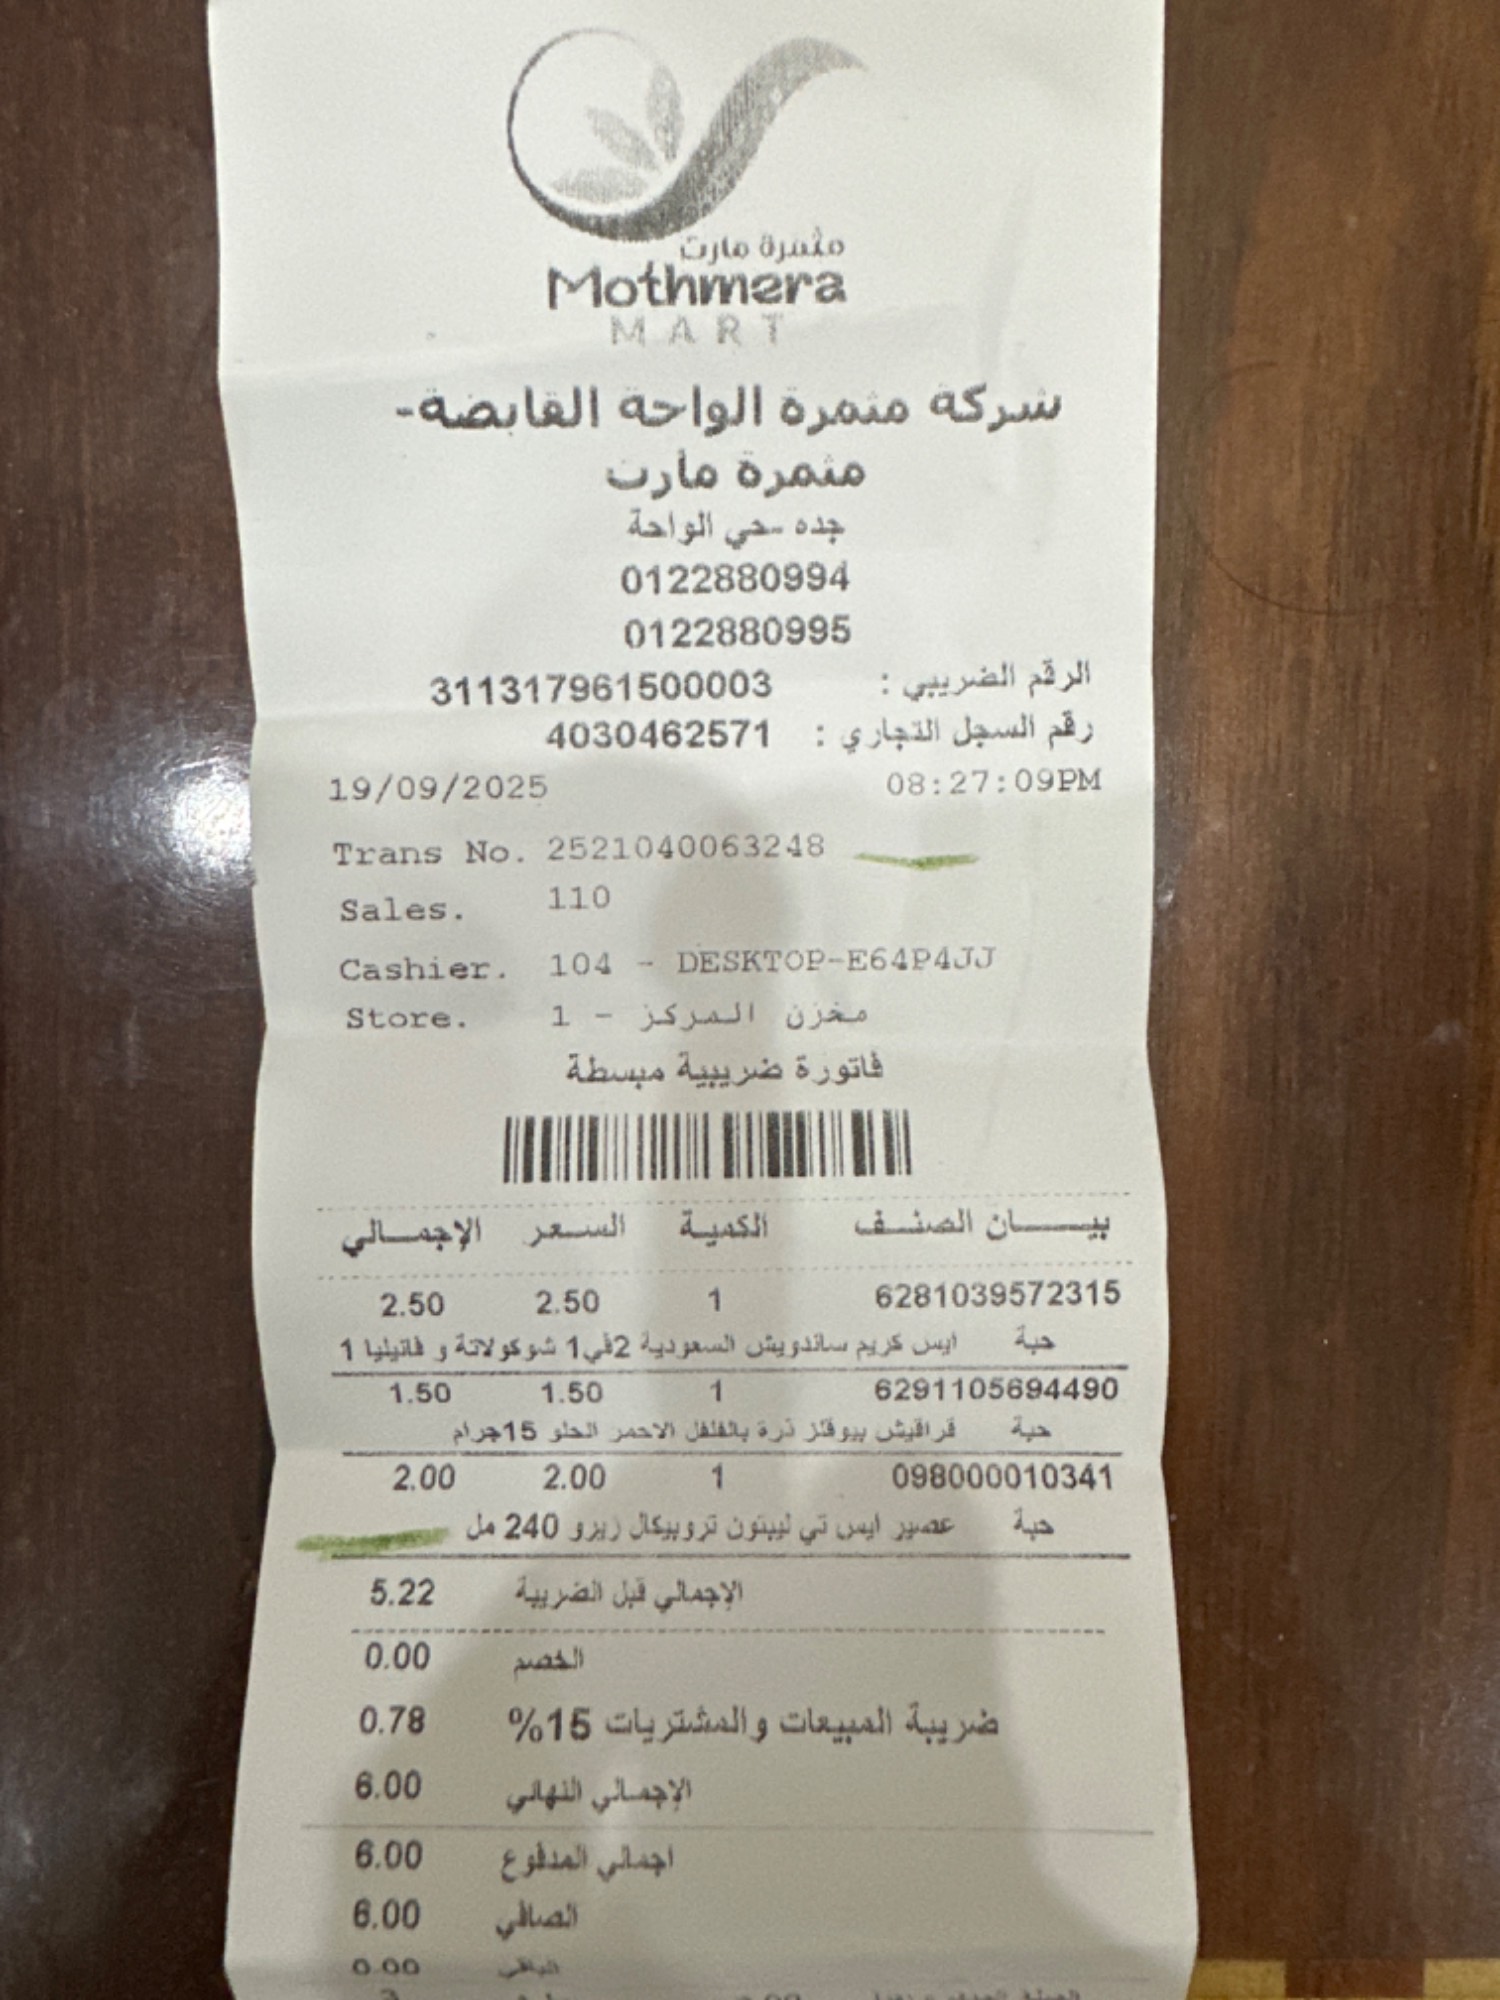 مثمرة مارت
Mothmera
MART
شركة مثمرة الواحة القابضة-
مثمرة مارت
جده -حي الواحة
0122880994
0122880995
الرقم الضريبي : 311317961500003
رقم السجل التجاري : 4030462571
19/09/2025 08:27:09PM
Trans No. 2521040063248
Sales. 110
Cashier. 104 - DESKTOP-E64P4JJ
Store. 1 - مخزن المركز
فاتورة ضريبية مبسطة
بيـــــان الصنف الكمية السعر الإجمالي
6281039572315 1 2.50 2.50
حبة ايس كريم ساندويش السعودية 2في1 شوكولاتة و فانيليا 1
6291105694490 1 1.50 1.50
حبة قراقيش بيوفلز ذرة بالفلفل الاحمر الحلو 15جرام
098000010341 1 2.00 2.00
حبة عصير ايس تي ليبتون تروبيكال زيرو 240 مل
الإجمالي قبل الضريبة 5.22
الخصم 0.00
ضريبة المبيعات والمشتريات 15% 0.78
الإجمالي النهائي 6.00
اجمالي المدفوع 6.00
الصافي 6.00
الباقي 0.00